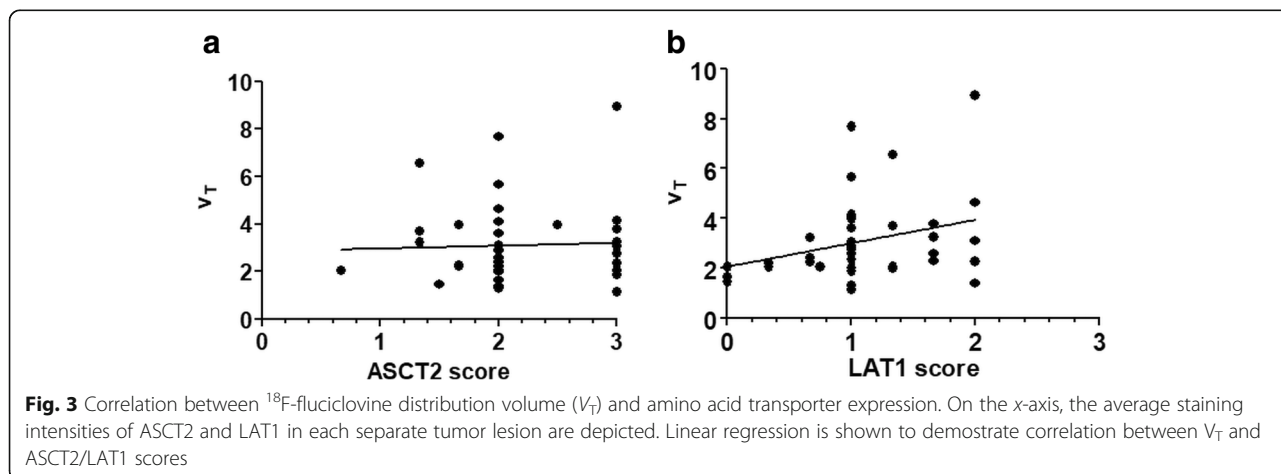 a
b
10
8
6
4
2
0
V_T
0
1
2
3
ASCT2 score
10
8
6
4
2
0
V_T
0
1
2
3
LAT1 score
Fig. 3 Correlation between ¹⁸F-fluciclovine distribution volume (V_T) and amino acid transporter expression. On the x-axis, the average staining
intensities of ASCT2 and LAT1 in each separate tumor lesion are depicted. Linear regression is shown to demostrate correlation between V_T and
ASCT2/LAT1 scores